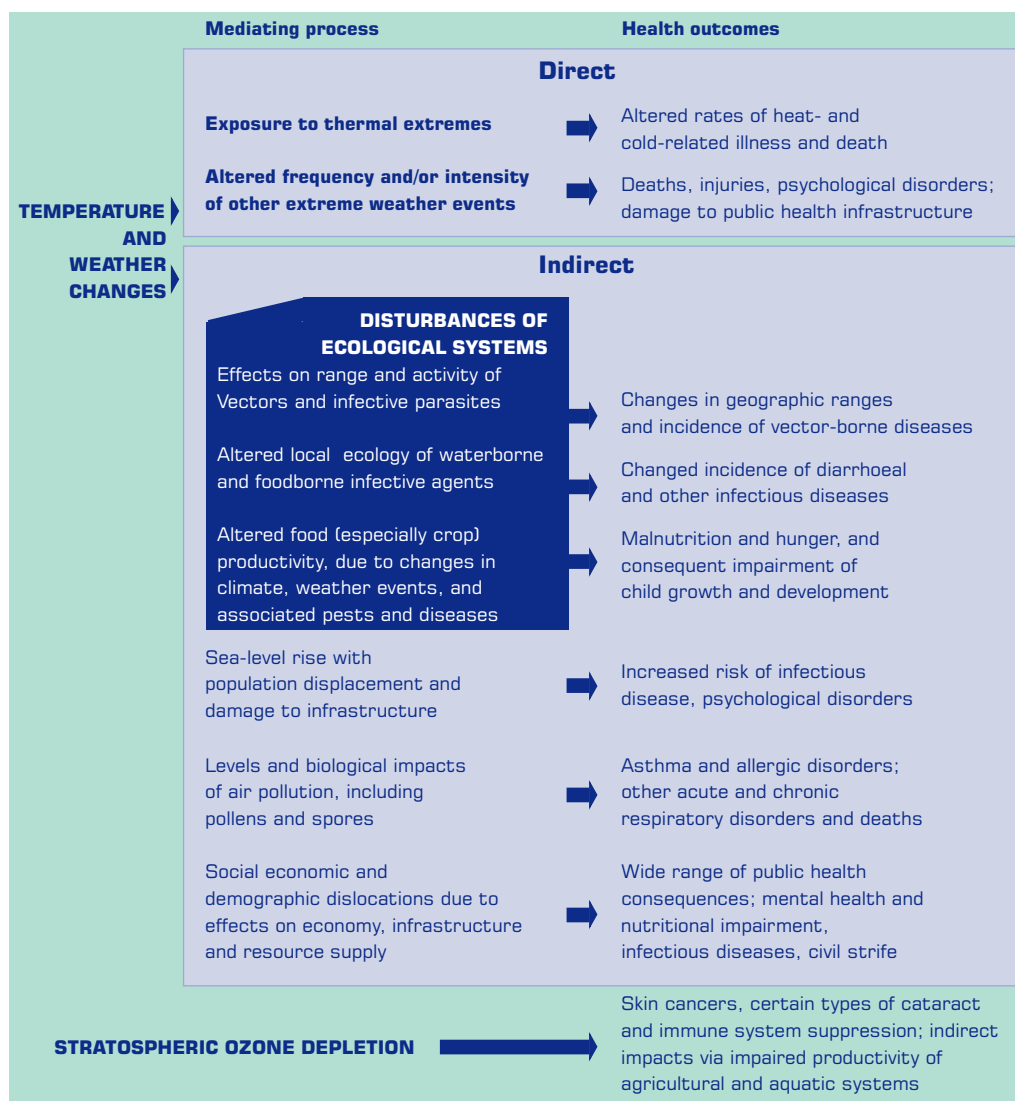 Mediating process
Health outcomes
Direct
Exposure to thermal extremes
Altered rates of heat- and
cold-related illness and death
Altered frequency and/or intensity
of other extreme weather events
Deaths, injuries, psychological disorders;
damage to public health infrastructure
TEMPERATURE
AND
WEATHER
CHANGES
Indirect
DISTURBANCES OF
ECOLOGICAL SYSTEMS
Effects on range and activity of
Vectors and infective parasites
Changes in geographic ranges
and incidence of vector-borne diseases
Altered local ecology of waterborne
and foodborne infective agents
Changed incidence of diarrhoeal
and other infectious diseases
Altered food (especially crop)
productivity, due to changes in
climate, weather events, and
associated pests and diseases
Malnutrition and hunger, and
consequent impairment of
child growth and development
Sea-level rise with
population displacement and
damage to infrastructure
Increased risk of infectious
disease, psychological disorders
Levels and biological impacts
of air pollution, including
pollens and spores
Asthma and allergic disorders;
other acute and chronic
respiratory disorders and deaths
Social economic and
demographic dislocations due to
effects on economy, infrastructure
and resource supply
Wide range of public health
consequences; mental health and
nutritional impairment,
infectious diseases, civil strife
STRATOSPHERIC OZONE DEPLETION
Skin cancers, certain types of cataract
and immune system suppression; indirect
impacts via impaired productivity of
agricultural and aquatic systems